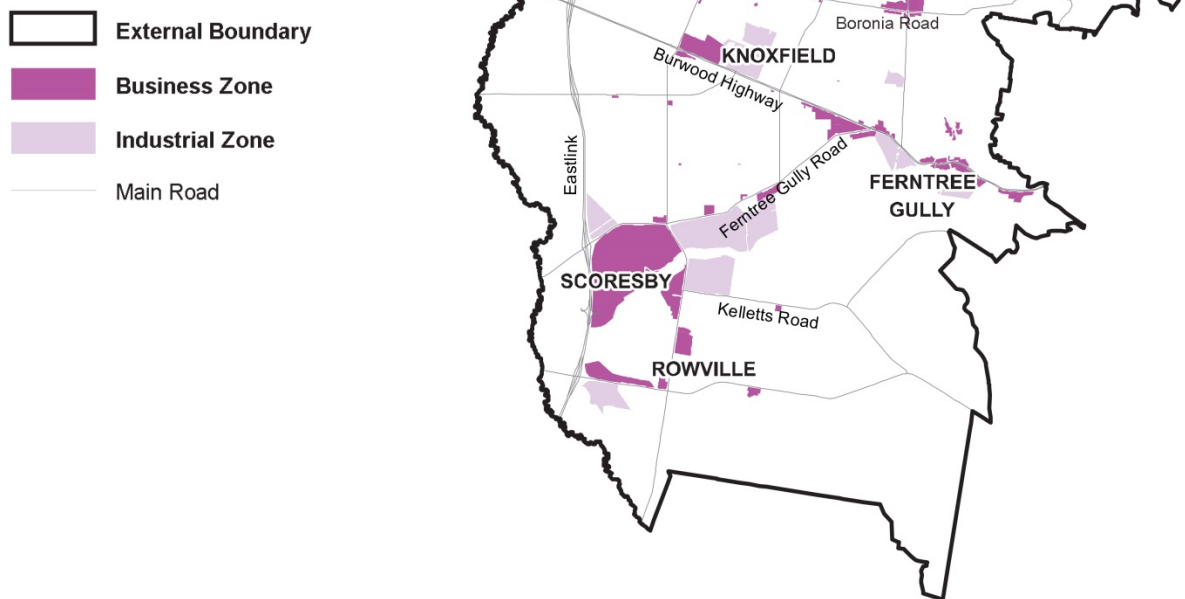 External Boundary
Business Zone
Industrial Zone
Main Road
Boronia Road
KNOXFIELD
Burwood Highway
Eastlink
Ferntree Gully Road
FERNTREE
GULLY
SCORESBY
Kelletts Road
ROWVILLE